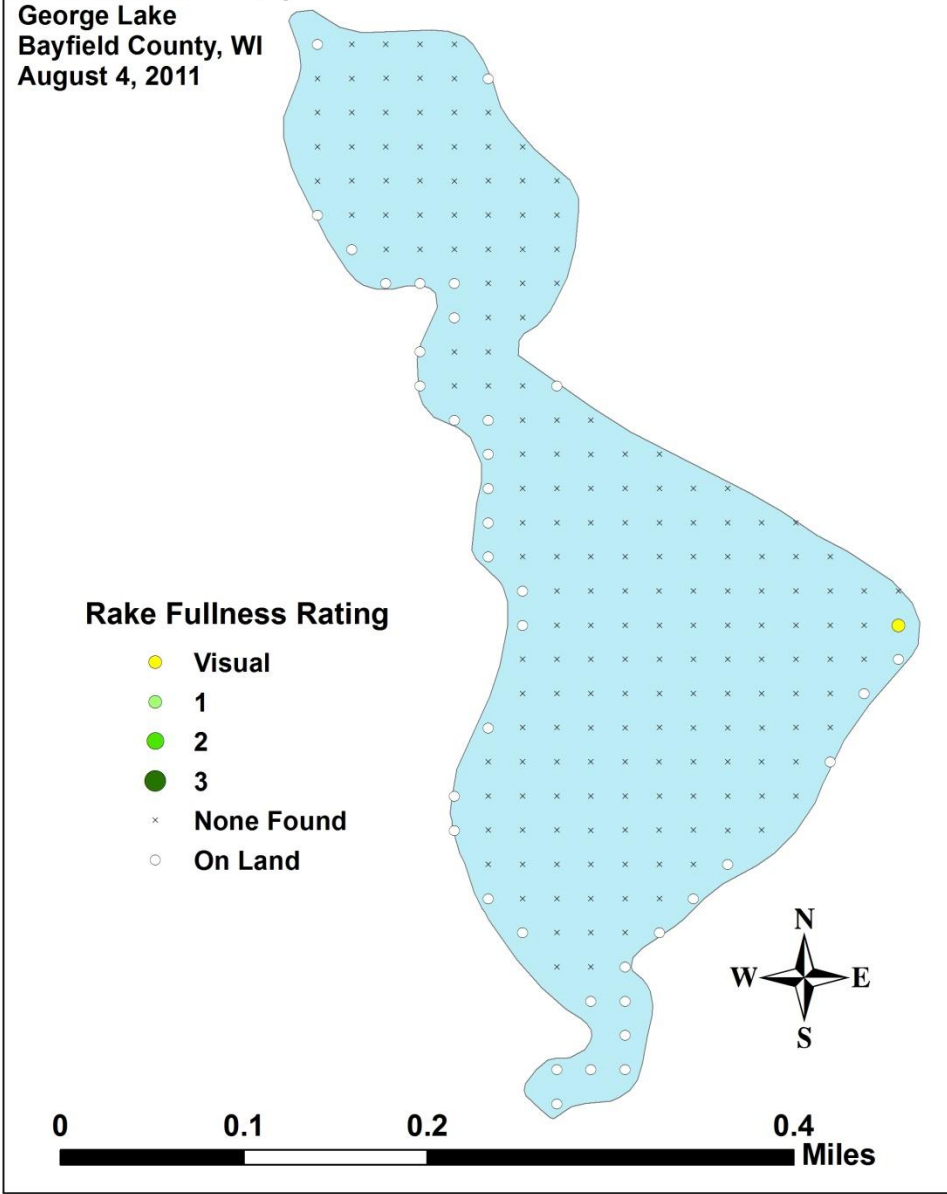 George Lake
Bayfield County, WI
August 4, 2011
Rake Fullness Rating
Visual
1
2
3
None Found
On Land
N
W E
S
0 0.1 0.2 0.4
Miles